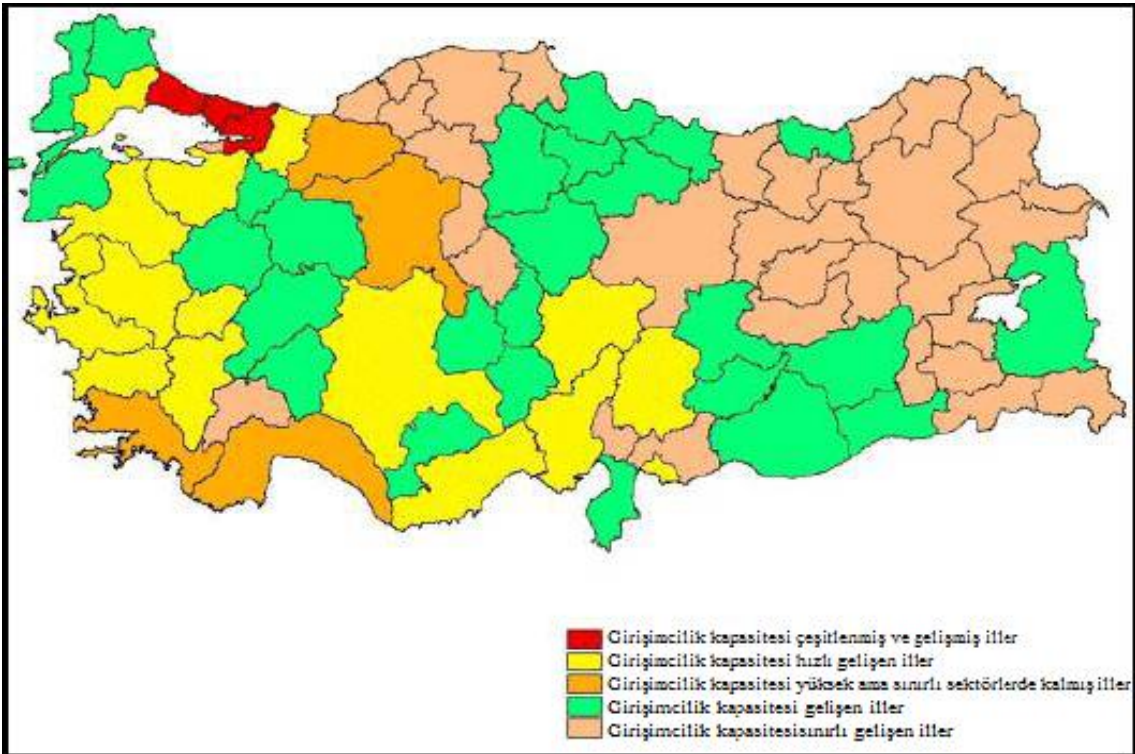 Girişimcilik kapasitesi çeşitlenmiş ve gelişmiş iller
Girişimcilik kapasitesi hızlı gelişen iller
Girişimcilik kapasitesi yüksek ama sınırlı sektörlerde kalmış iller
Girişimcilik kapasitesi gelişen iller
Girişimcilik kapasitesisınırlı gelişen iller